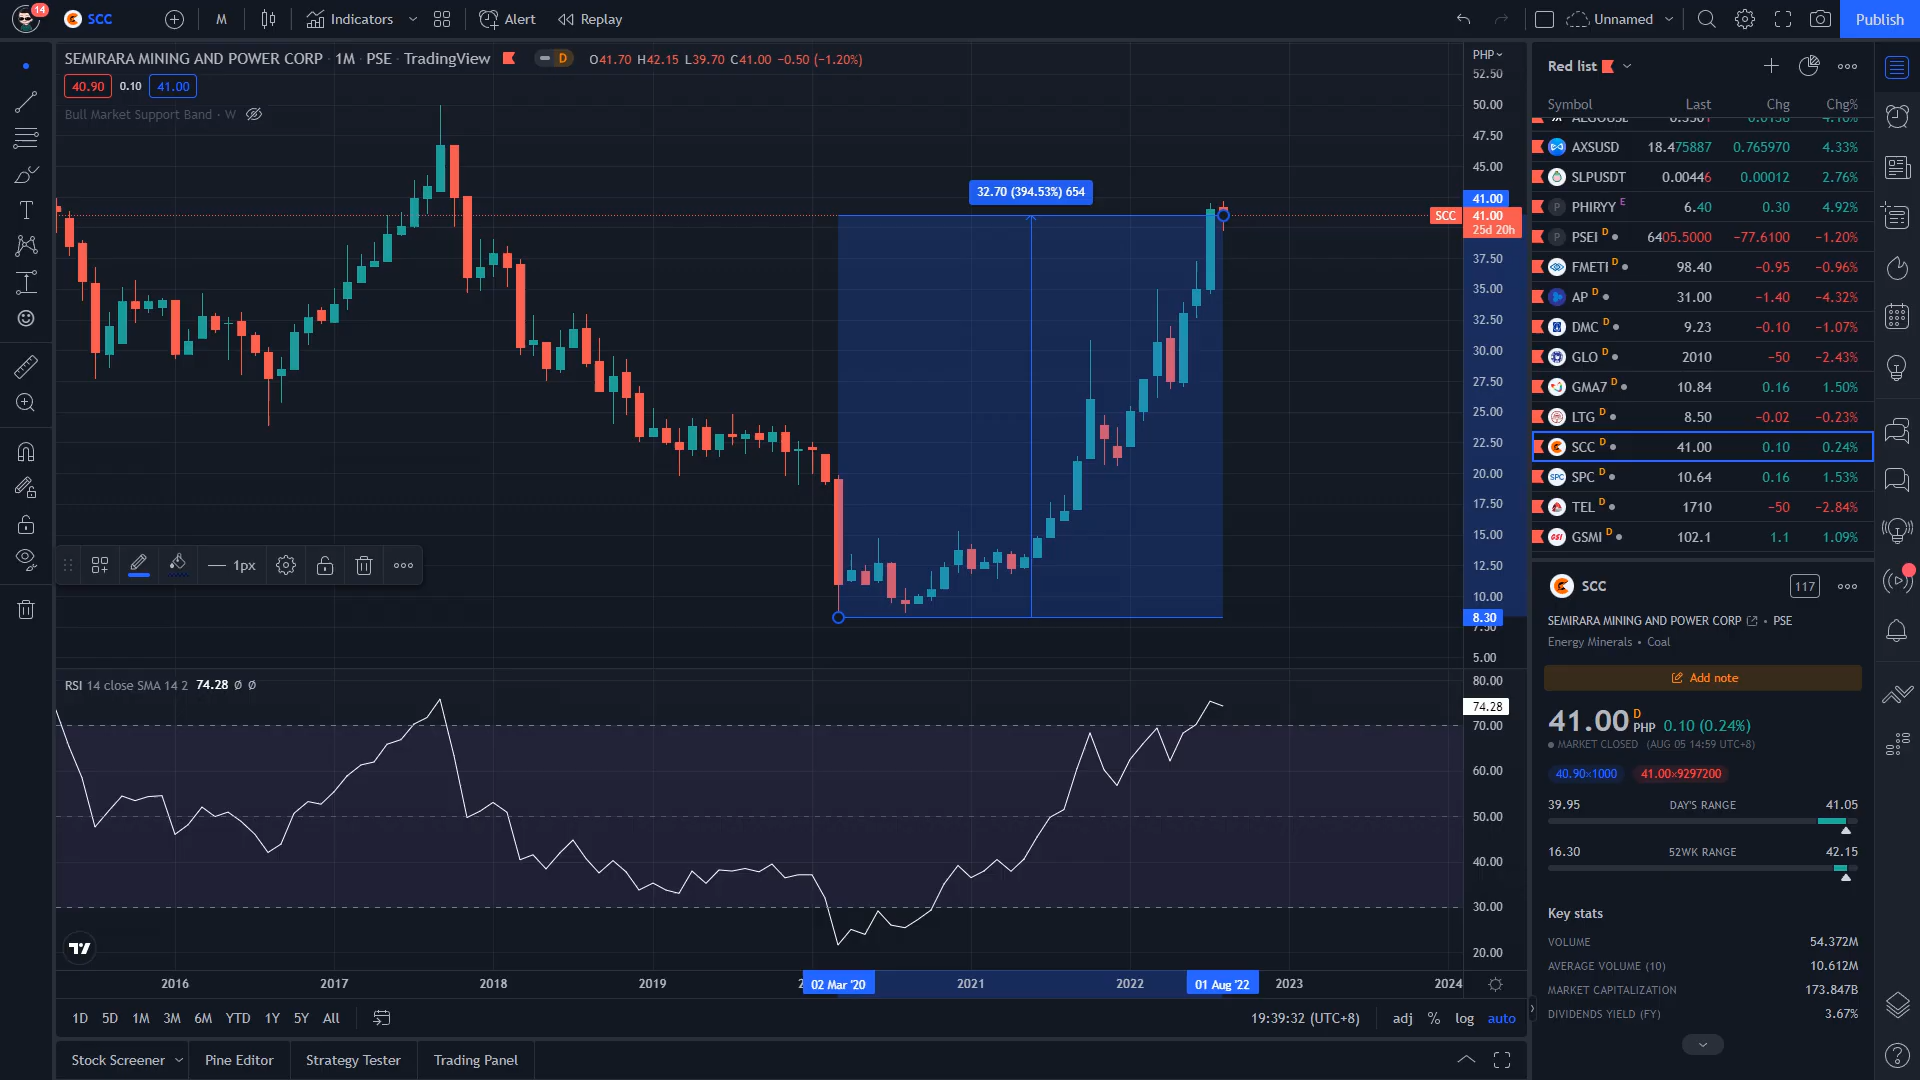 14
SCC
M
Indicators
Alert
Replay
Unnamed
Publish
SEMIRARA MINING AND POWER CORP · 1M · PSE · TradingView
D
O41.70 H42.15 L39.70 C41.00 −0.50 (−1.20%)
40.90
0.10
41.00
Bull Market Support Band · W
32.70 (394.53%) 654
PHP
52.50
50.00
47.50
45.00
41.00
SCC
41.00
25d 20h
37.50
35.00
32.50
30.00
27.50
25.00
22.50
20.00
17.50
15.00
12.50
10.00
8.30
7.50
5.00
1px
RSI 14 close SMA 14 2 74.28 ø ø
80.00
74.28
70.00
60.00
50.00
40.00
30.00
20.00
2016
2017
2018
2019
02 Mar '20
2021
2022
01 Aug '22
2023
2024
1D 5D 1M 3M 6M YTD 1Y 5Y All
19:39:32 (UTC+8)
adj % log auto
Stock Screener
Pine Editor
Strategy Tester
Trading Panel
Red list
Symbol Last Chg Chg%
AXSUSD 18.475887 0.765970 4.33%
SLPUSDT 0.00446 0.00012 2.76%
PHIRYY E 6.40 0.30 4.92%
PSEI D 6405.5000 −77.6100 −1.20%
FMETI D 98.40 −0.95 −0.96%
AP D 31.00 −1.40 −4.32%
DMC D 9.23 −0.10 −1.07%
GLO D 2010 −50 −2.43%
GMA7 D 10.84 0.16 1.50%
LTG D 8.50 −0.02 −0.23%
SCC D 41.00 0.10 0.24%
SPC SPC D 10.64 0.16 1.53%
TEL D 1710 −50 −2.84%
GSMI D 102.1 1.1 1.09%
SCC
117
SEMIRARA MINING AND POWER CORP • PSE
Energy Minerals • Coal
Add note
41.00 D PHP 0.10 (0.24%)
MARKET CLOSED (AUG 05 14:59 UTC+8)
40.90×1000 41.00×9297200
39.95 DAY'S RANGE 41.05
16.30 52WK RANGE 42.15
Key stats
VOLUME 54.372M
AVERAGE VOLUME (10) 10.612M
MARKET CAPITALIZATION 173.847B
DIVIDENDS YIELD (FY) 3.67%